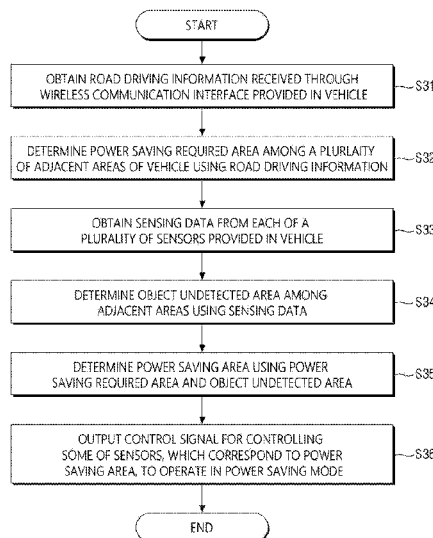 START
OBTAIN ROAD DRIVING INFORMATION RECEIVED THROUGH
WIRELESS COMMUNICATION INTERFACE PROVIDED IN VEHICLE
S31
DETERMINE POWER SAVING REQUIRED AREA AMONG A PLURLAITY
OF ADJACENT AREAS OF VEHICLE USING ROAD DRIVING INFORMATION
S32
OBTAIN SENSING DATA FROM EACH OF A
PLURALITY OF SENSORS PROVIDED IN VEHICLE
S33
DETERMINE OBJECT UNDETECTED AREA AMONG
ADJACENT AREAS USING SENSING DATA
S34
DETERMINE POWER SAVING AREA USING POWER
SAVING REQUIRED AREA AND OBJECT UNDETECTED AREA
S35
OUTPUT CONTROL SIGNAL FOR CONTROLLING
SOME OF SENSORS, WHICH CORRESPOND TO POWER
SAVING AREA, TO OPERATE IN POWER SAVING MODE
S36
END